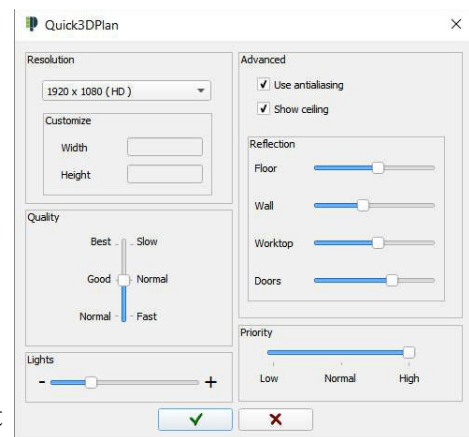 Quick3DPlan
Resolution
1920 x 1080 ( HD )
Customize
Width
Height
Quality
Best Slow
Good Normal
Normal Fast
Lights
- +
Advanced
Use antialiasing
Show ceiling
Reflection
Floor
Wall
Worktop
Doors
Priority
Low Normal High